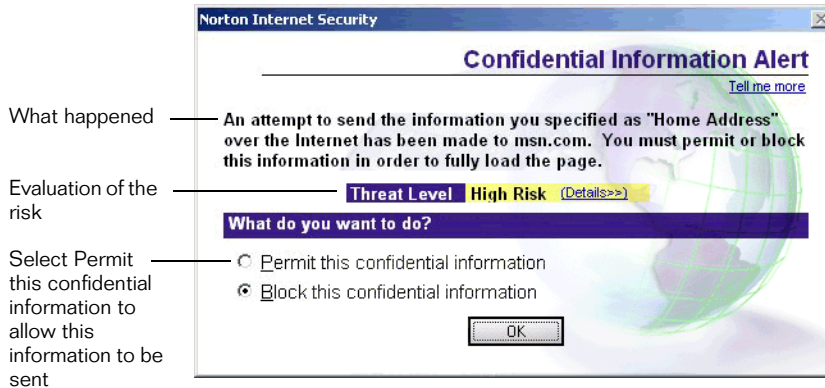 Norton Internet Security
Confidential Information Alert
Tell me more
What happened
An attempt to send the information you specified as "Home Address"
over the Internet has been made to msn.com. You must permit or block
this information in order to fully load the page.
Evaluation of the
risk
Threat Level High Risk (Details>>)
What do you want to do?
Select Permit
this confidential
information to
allow this
information to be
sent
Permit this confidential information
Block this confidential information
OK